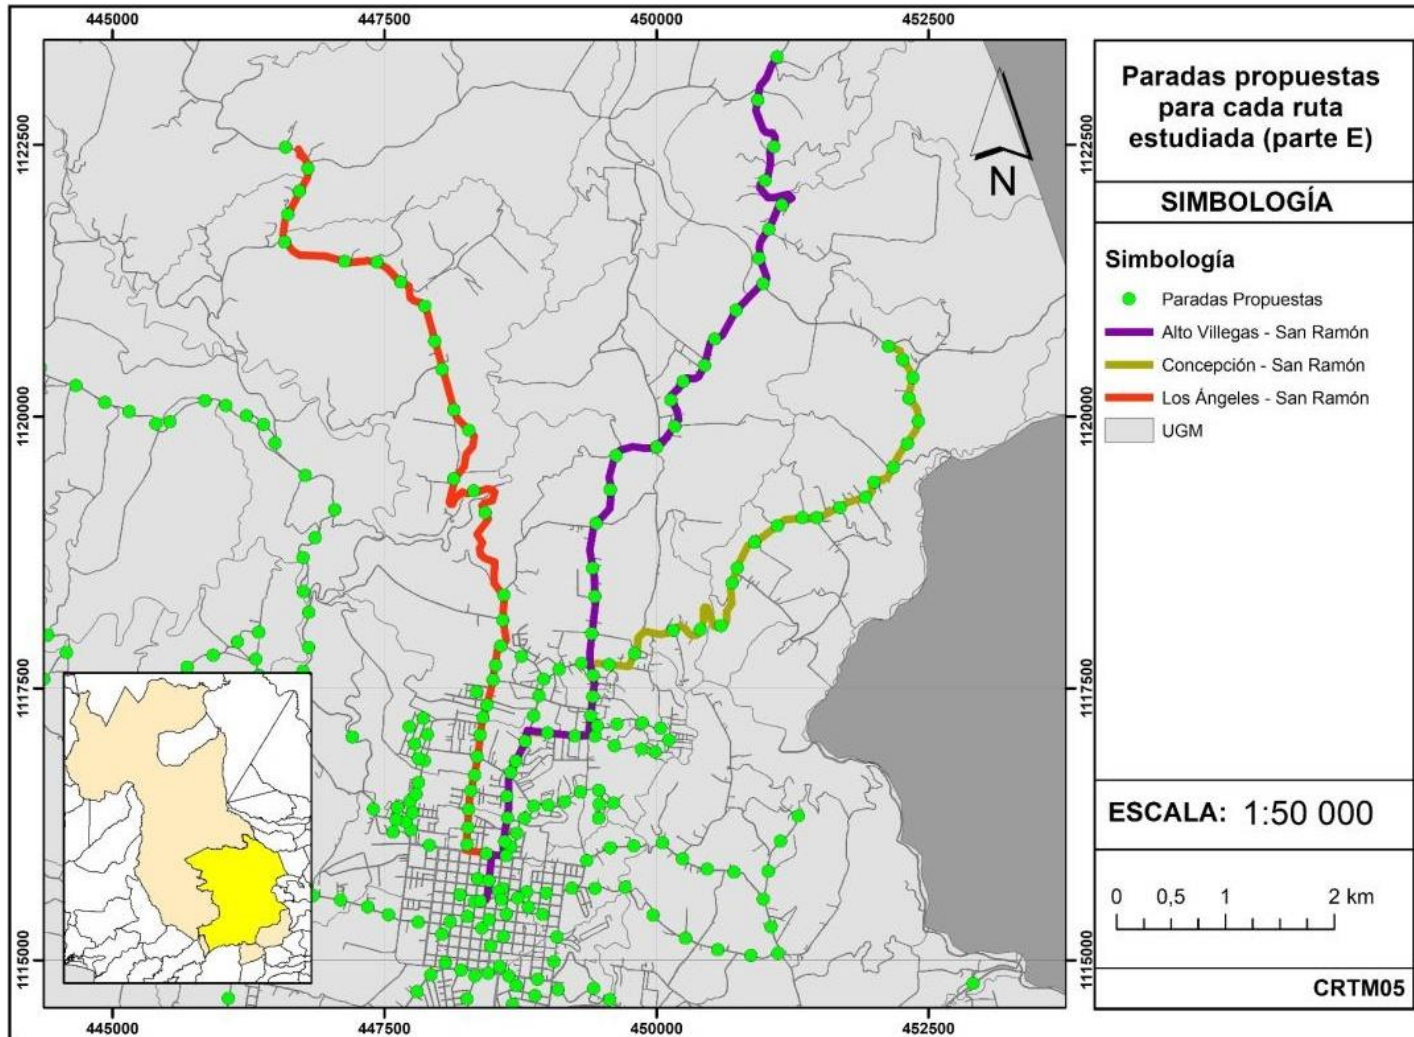 445000 447500 450000 452500
1122500 1122500
1120000 1120000
1117500 1117500
1115000 1115000
445000 447500 450000 452500
N
Paradas propuestas
para cada ruta
estudiada (parte E)
SIMBOLOGÍA
Simbología
Paradas Propuestas
Alto Villegas - San Ramón
Concepción - San Ramón
Los Ángeles - San Ramón
UGM
ESCALA: 1:50 000
0 0,5 1 2 km
CRTM05